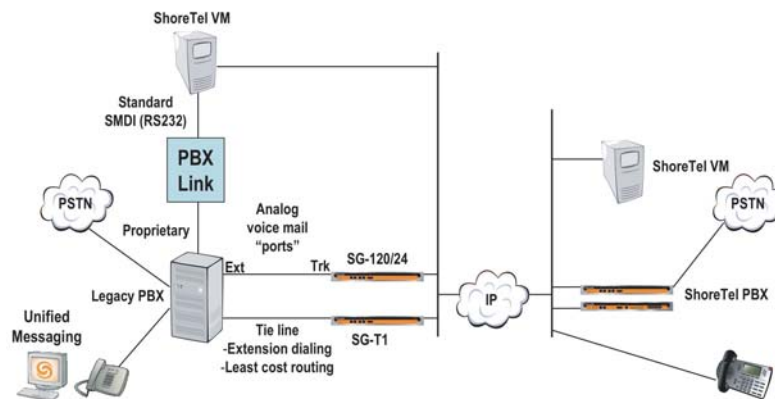 ShoreTel VM
Standard
SMDI (RS232)
PBX
Link
Proprietary
PSTN
Analog
voice mail
“ports”
Ext
Trk
SG-120/24
Legacy PBX
Unified
Messaging
Tie line
-Extension dialing
-Least cost routing
SG-T1
IP
ShoreTel VM
PSTN
ShoreTel PBX